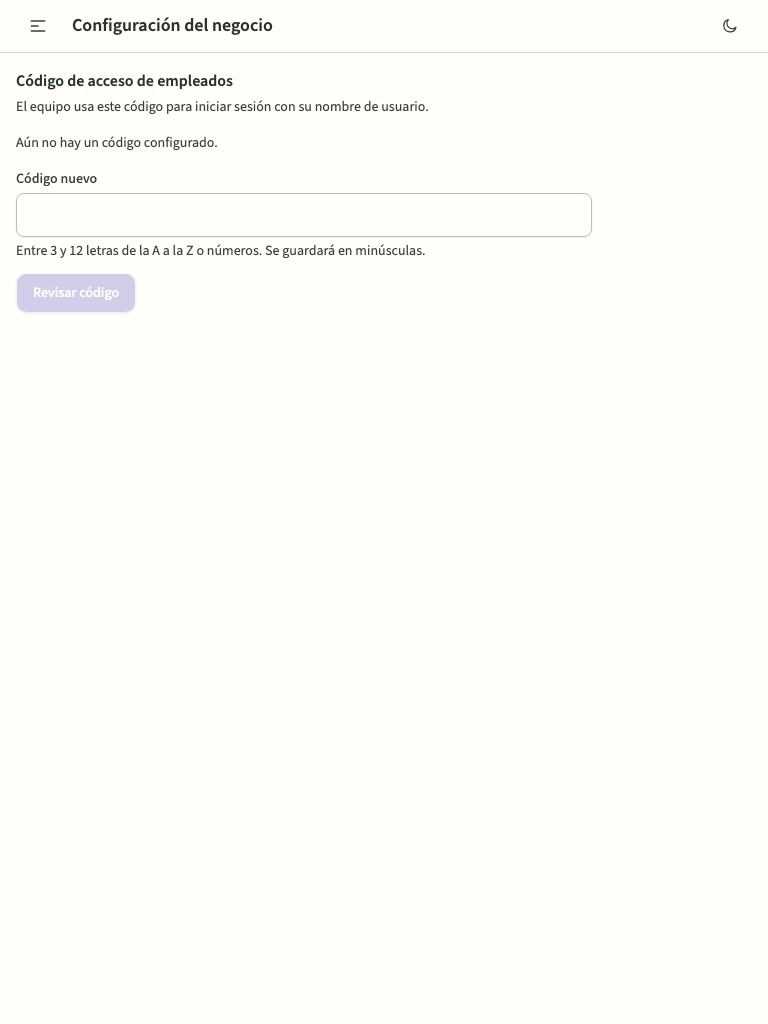 Configuración del negocio
Código de acceso de empleados
El equipo usa este código para iniciar sesión con su nombre de usuario.
Aún no hay un código configurado.
Código nuevo
Entre 3 y 12 letras de la A a la Z o números. Se guardará en minúsculas.
Revisar código